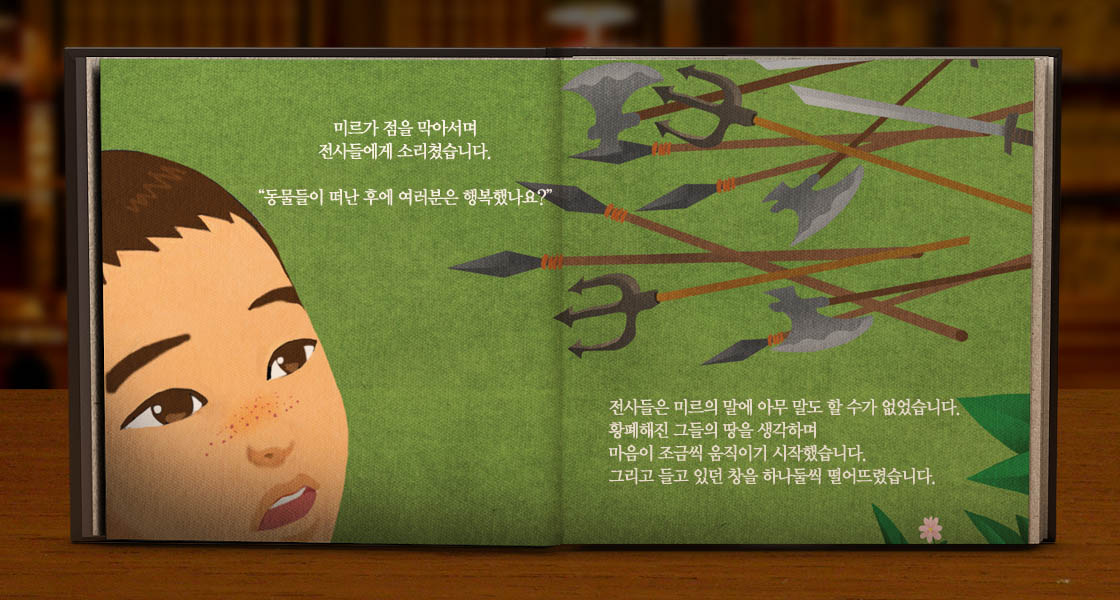 미르가 점을 막아서며
전사들에게 소리쳤습니다.
“동물들이 떠난 후에 여러분은 행복했나요?”
전사들은 미르의 말에 아무 말도 할 수가 없었습니다.
황폐해진 그들의 땅을 생각하며
마음이 조금씩 움직이기 시작했습니다.
그리고 들고 있던 창을 하나둘씩 떨어뜨렸습니다.